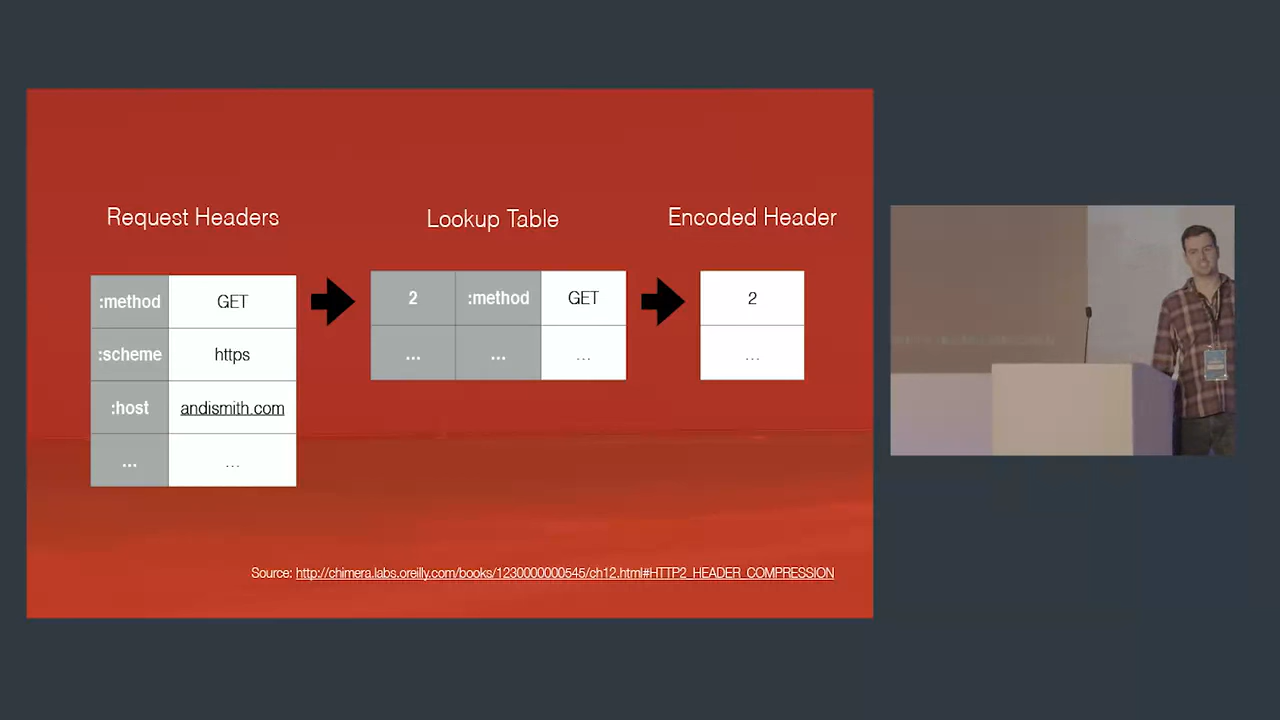 Request Headers
Lookup Table
Encoded Header
:method GET
:scheme https
:host andismith.com
... ...
2 :method GET
... ... ...
2
...
Source: http://chimera.labs.oreilly.com/books/1230000000545/ch12.html#HTTP2_HEADER_COMPRESSION